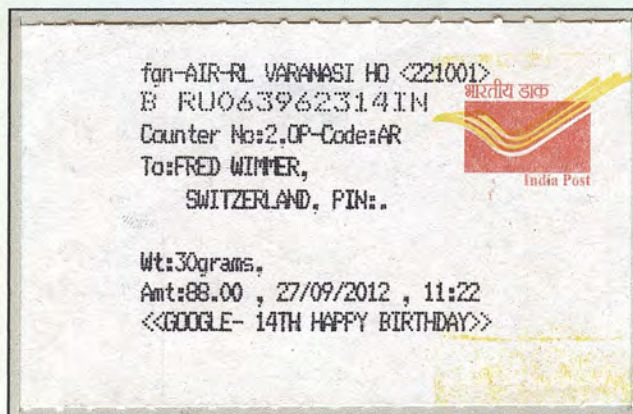 fgn-AIR-RL VARANASI HO <221001>
B RU063962314IN
Counter No:2,OP-Code:AR
To:FRED WIMMER,
SWITZERLAND, PIN:.
भारतीय डाक
India Post
Wt:30grams,
Amt:88.00 , 27/09/2012 , 11:22
<<GOOGLE- 14TH HAPPY BIRTHDAY>>